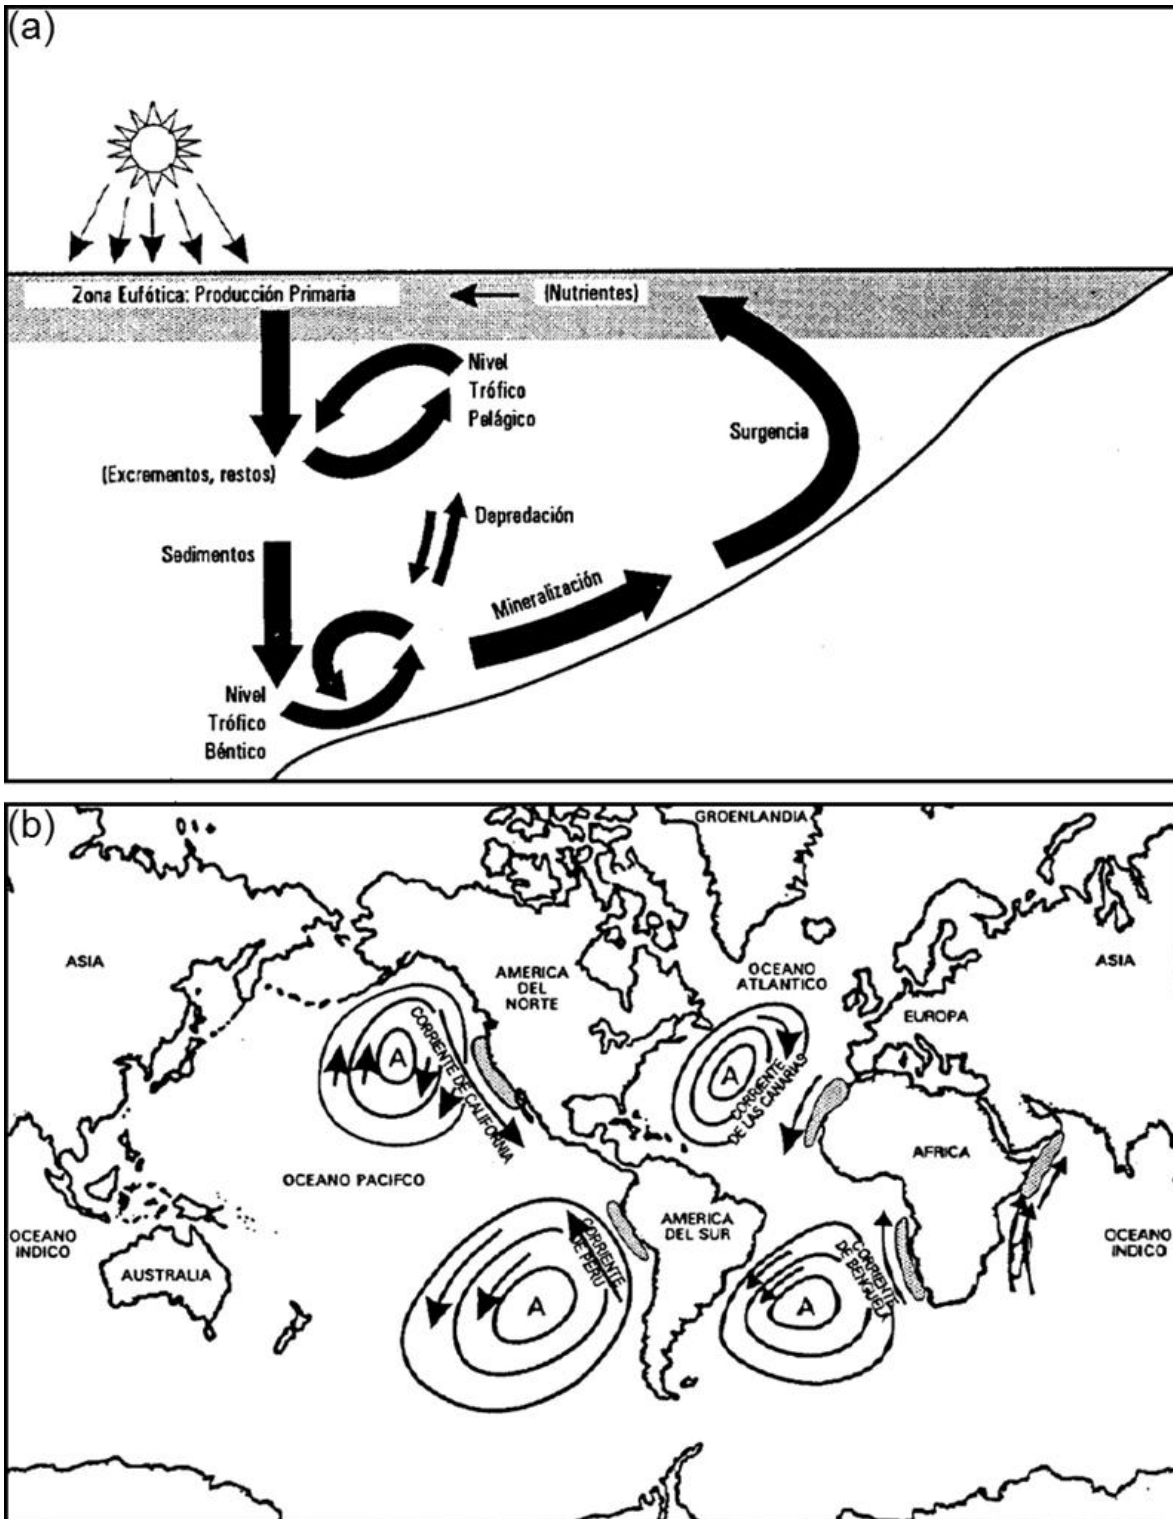 (a)
Zona Eufótica: Producción Primaria
(Nutrientes)
Nivel
Trófico
Pelágico
Surgencia
(Excrementos, restos)
Depredación
Sedimentos
Mineralización
Nivel
Trófico
Béntico
(b)
GROENLANDIA
ASIA
AMERICA
DEL
NORTE
OCEANO
ATLANTICO
ASIA
EUROPA
CORRIENTE DE CALIFORNIA
A
A
CORRIENTE
DE LAS CANARIAS
AFRICA
OCEANO PACIFCO
OCEANO
INDICO
AUSTRALIA
CORRIENTE
DE PERU
A
AMERICA
DEL SUR
CORRIENTE
DE BENGUELA
A
OCEANO
INDICO